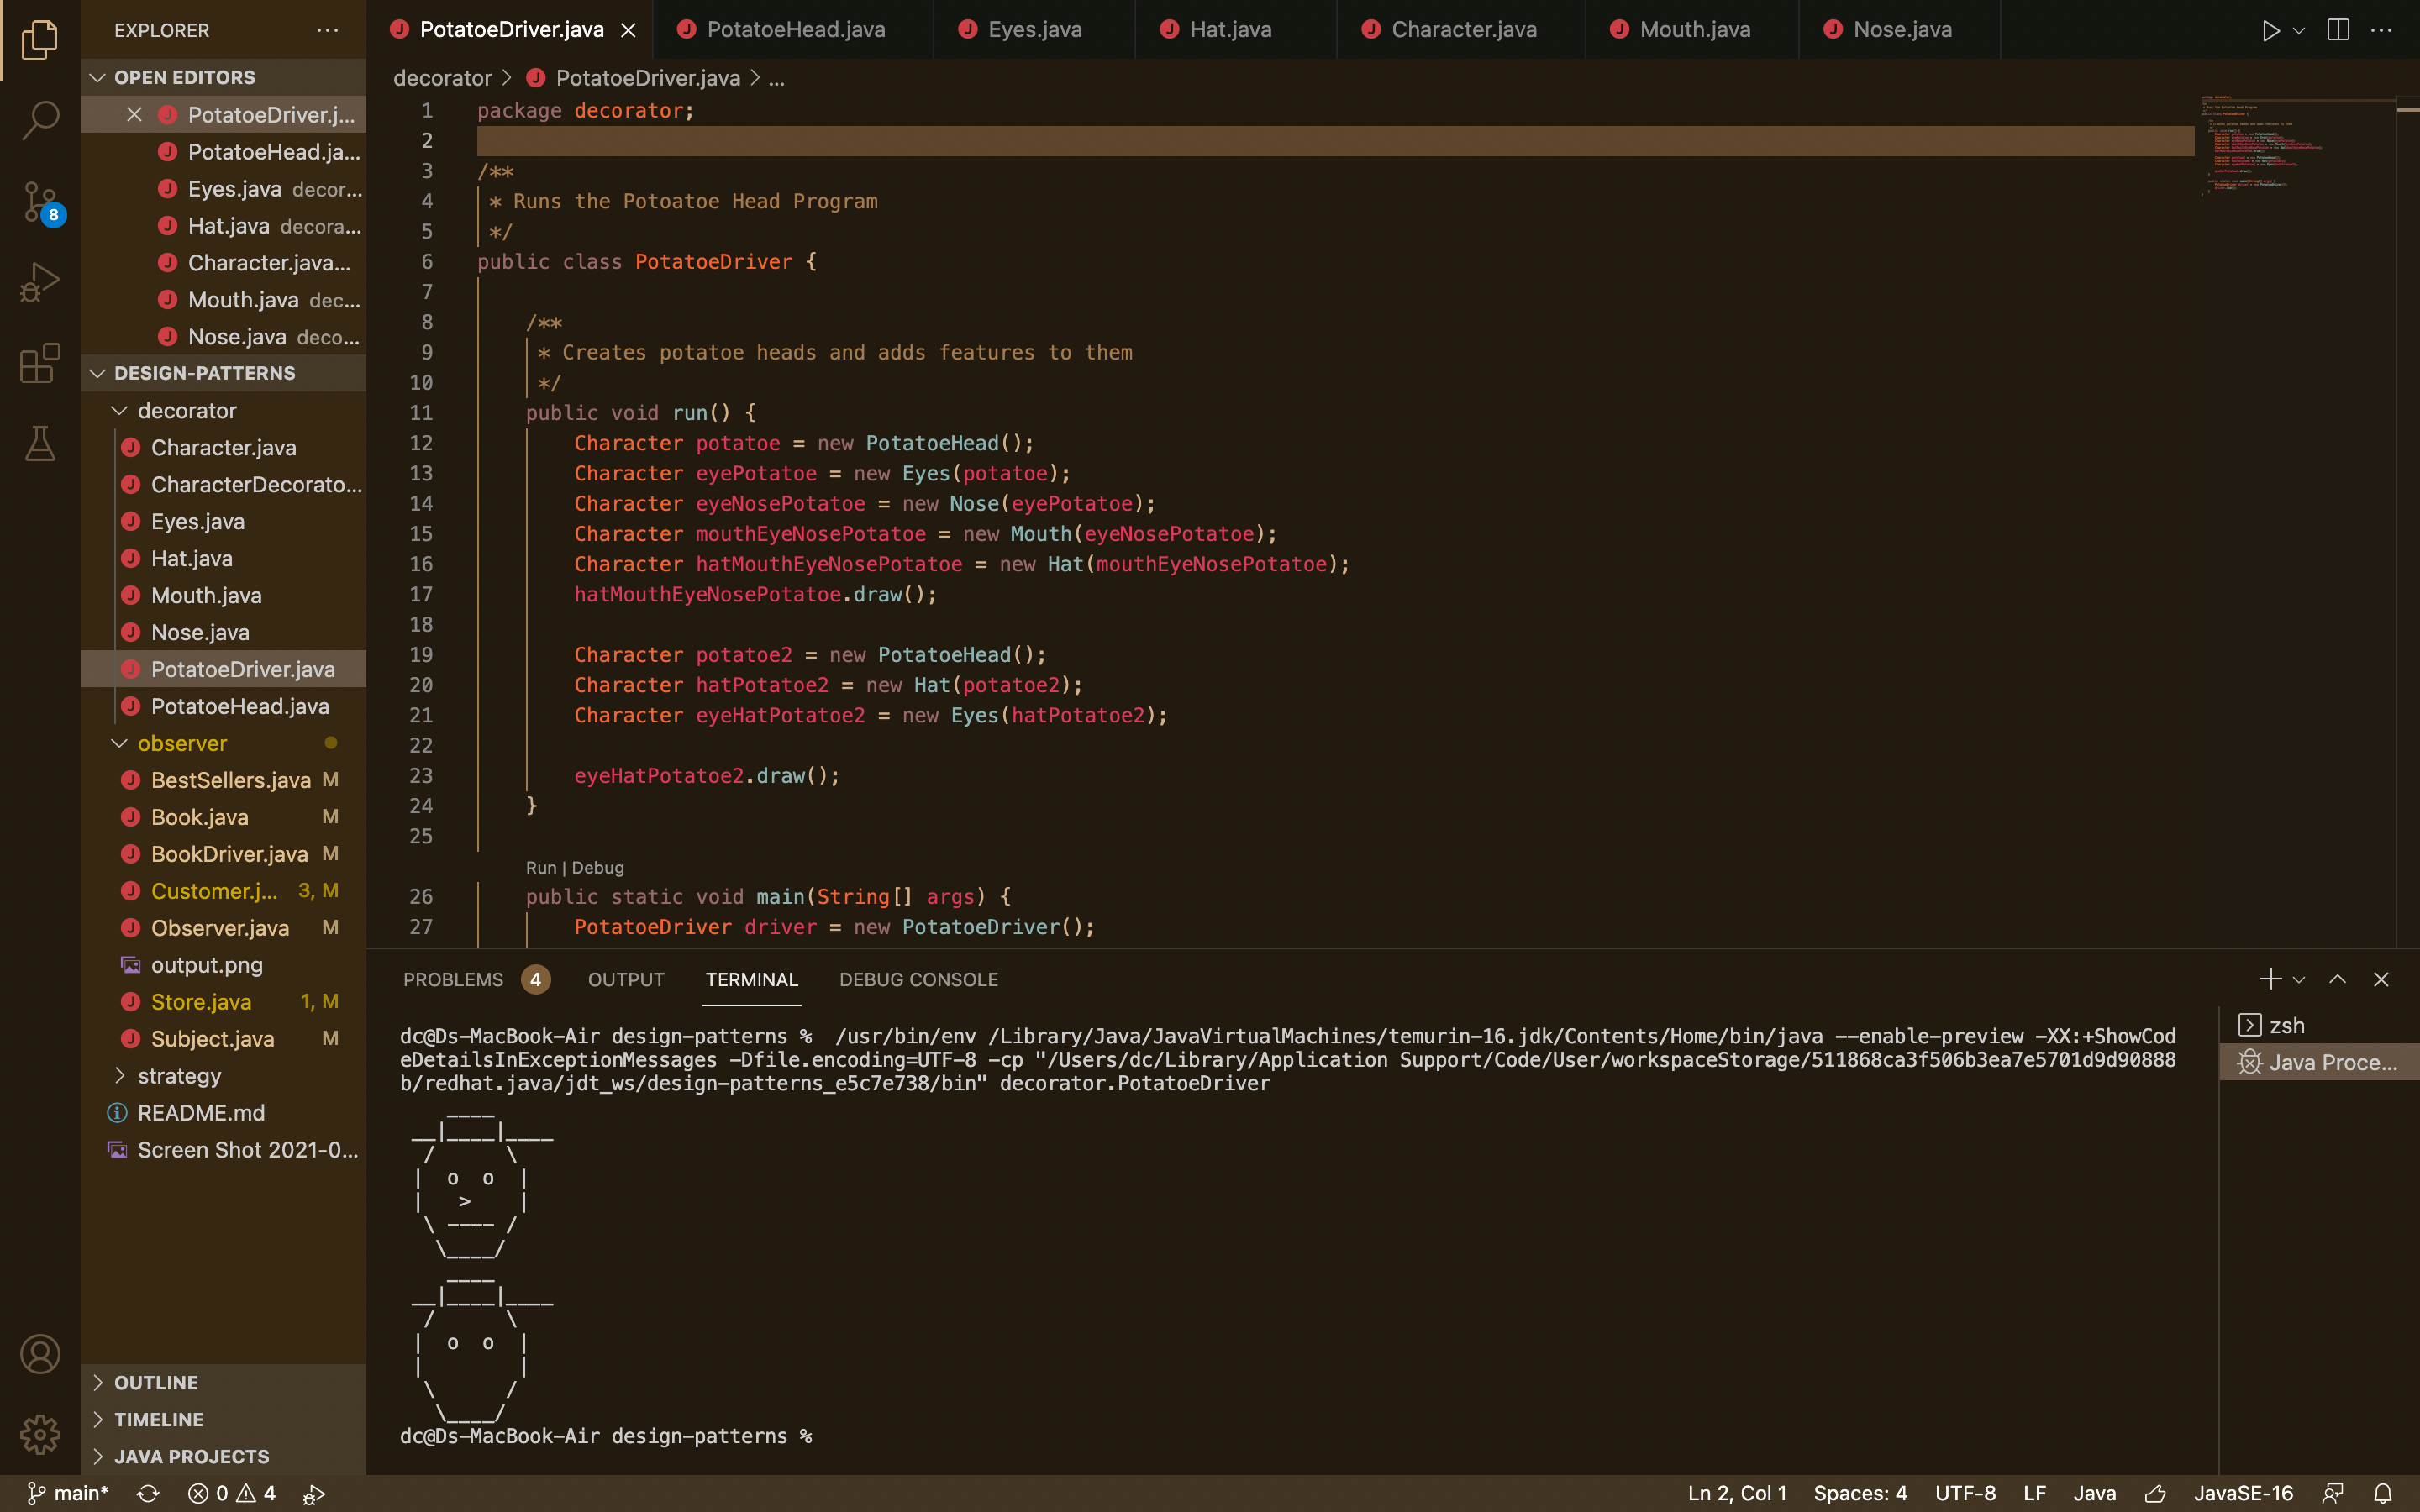 EXPLORER
OPEN EDITORS
PotatoeDriver.j...
PotatoeHead.ja...
Eyes.java decor...
Hat.java decora...
Character.java...
Mouth.java dec...
Nose.java deco...
DESIGN-PATTERNS
decorator
Character.java
CharacterDecorato...
Eyes.java
Hat.java
Mouth.java
Nose.java
PotatoeDriver.java
PotatoeHead.java
observer
BestSellers.java M
Book.java M
BookDriver.java M
Customer.j... 3, M
Observer.java M
output.png
Store.java 1, M
Subject.java M
strategy
README.md
Screen Shot 2021-0...
OUTLINE
TIMELINE
JAVA PROJECTS
8
PotatoeDriver.java PotatoeHead.java Eyes.java Hat.java Character.java Mouth.java Nose.java
decorator > PotatoeDriver.java > ...
1 package decorator;
2
3 /**
4 * Runs the Potoatoe Head Program
5 */
6 public class PotatoeDriver {
7
8 /**
9 * Creates potatoe heads and adds features to them
10 */
11 public void run() {
12 Character potatoe = new PotatoeHead();
13 Character eyePotatoe = new Eyes(potatoe);
14 Character eyeNosePotatoe = new Nose(eyePotatoe);
15 Character mouthEyeNosePotatoe = new Mouth(eyeNosePotatoe);
16 Character hatMouthEyeNosePotatoe = new Hat(mouthEyeNosePotatoe);
17 hatMouthEyeNosePotatoe.draw();
18
19 Character potatoe2 = new PotatoeHead();
20 Character hatPotatoe2 = new Hat(potatoe2);
21 Character eyeHatPotatoe2 = new Eyes(hatPotatoe2);
22
23 eyeHatPotatoe2.draw();
24 }
25
Run | Debug
26 public static void main(String[] args) {
27 PotatoeDriver driver = new PotatoeDriver();
PROBLEMS 4 OUTPUT TERMINAL DEBUG CONSOLE
dc@Ds-MacBook-Air design-patterns % /usr/bin/env /Library/Java/JavaVirtualMachines/temurin-16.jdk/Contents/Home/bin/java --enable-preview -XX:+ShowCod
eDetailsInExceptionMessages -Dfile.encoding=UTF-8 -cp "/Users/dc/Library/Application Support/Code/User/workspaceStorage/511868ca3f506b3ea7e5701d9d90888
b/redhat.java/jdt_ws/design-patterns_e5c7e738/bin" decorator.PotatoeDriver
    ____
 __|____|____
  /      \
 |  o  o  |
 |   >    |
  \ ---- /
   \____/
    ____
 __|____|____
  /      \
 |  o  o  |
 |        |
  \      /
   \____/
dc@Ds-MacBook-Air design-patterns %
zsh
Java Proce...
main* 0 4
Ln 2, Col 1 Spaces: 4 UTF-8 LF Java JavaSE-16